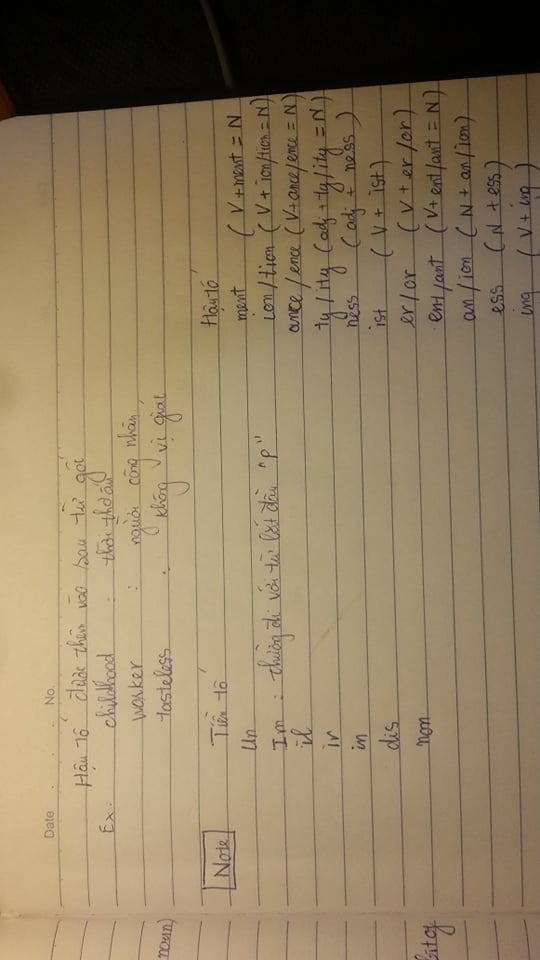 Date . . . No.
Hậu tố được thêm vào sau từ gốc
Ex: childhood : thời thơ ấu
worker : người công nhân
tasteless : không vị giác
Note
Tiền tố
Un
Im : thường đi với từ bắt đầu "p"
il
ir
in
dis
non
Hậu tố
ment (V+ment = N
ion/tion (V+ ion/tion = N)
ance/ence (V+ance/ence = N)
ty/ity (adj+ty/ity = N)
ness (adj + ness)
ist (V + ist)
er/or (V + er/or)
ent/ant (V+ ent/ant = N)
an/ion (N + an/ion)
ess (N + ess)
ing (V + ing
noun)